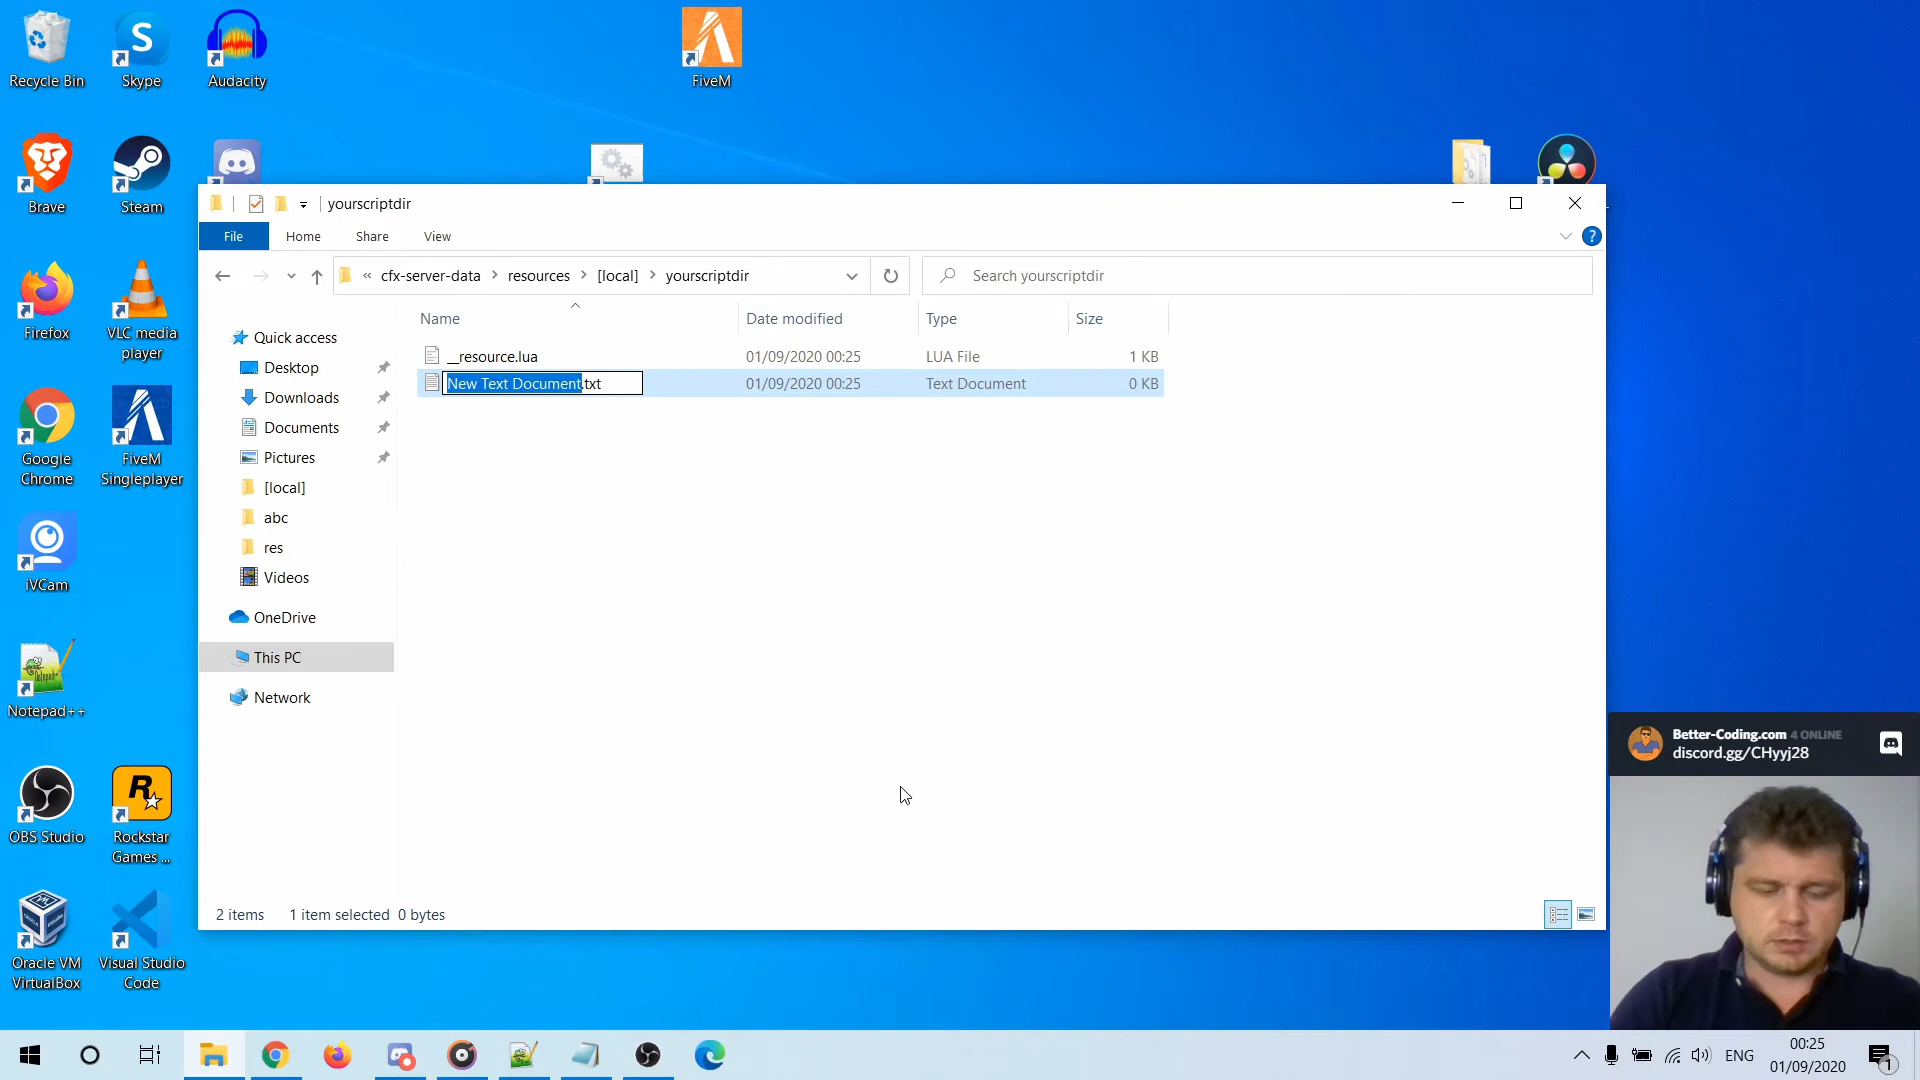 Recycle Bin
Skype
Audacity
FiveM
Brave
Steam
yourscriptdir
File
Home
Share
View
« cfx-server-data > resources > [local] > yourscriptdir
Search yourscriptdir
Name
Date modified
Type
Size
__resource.lua
01/09/2020 00:25
LUA File
1 KB
New Text Document.txt
01/09/2020 00:25
Text Document
0 KB
Quick access
Desktop
Downloads
Documents
Pictures
[local]
abc
res
Videos
OneDrive
This PC
Network
2 items
1 item selected 0 bytes
Firefox
VLC media
player
Google
Chrome
FiveM
Singleplayer
iVCam
Notepad++
OBS Studio
Rockstar
Games ...
Oracle VM
VirtualBox
Visual Studio
Code
Better-Coding.com 4 ONLINE
discord.gg/CHyyj28
ENG
00:25
01/09/2020
1